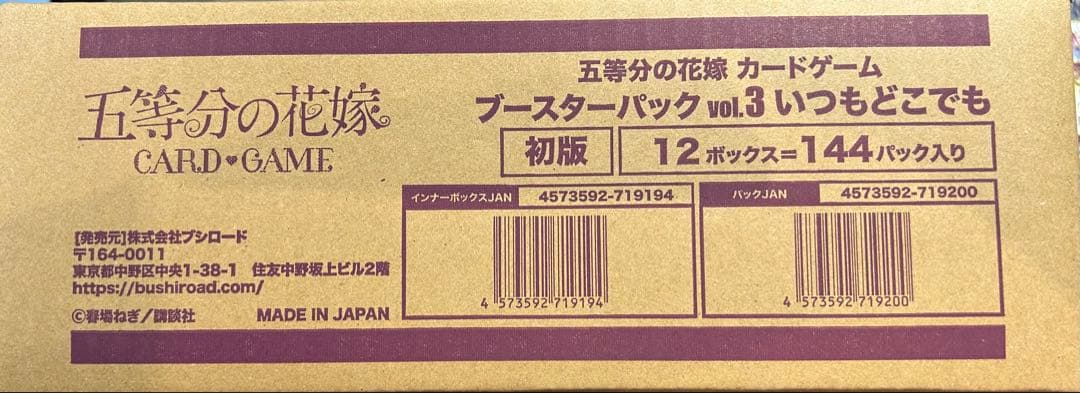 五等分の花嫁
CARD♥GAME
五等分の花嫁 カードゲーム
ブースターパック vol.3 いつもどこでも
初版
12ボックス=144パック入り
インナーボックスJAN 4573592-719194
4 573592 719194
パックJAN 4573592-719200
4 573592 719200
[発売元]株式会社ブシロード
〒164-0011
東京都中野区中央1-38-1 住友中野坂上ビル2階
https://bushiroad.com/
©春場ねぎ/講談社 MADE IN JAPAN